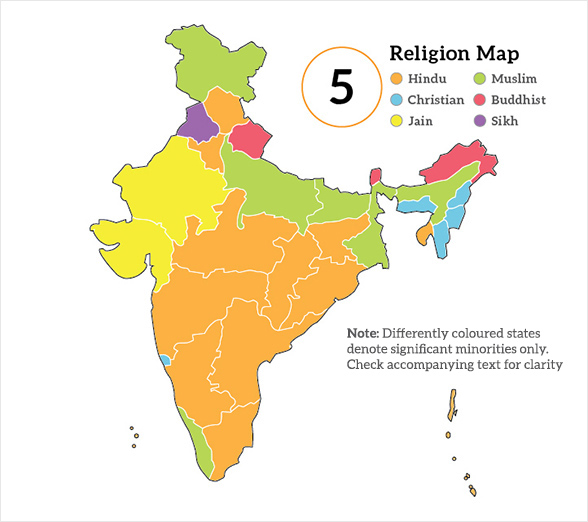 5
Religion Map
Hindu
Muslim
Christian
Buddhist
Jain
Sikh
Note: Differently coloured states
denote significant minorities only.
Check accompanying text for clarity